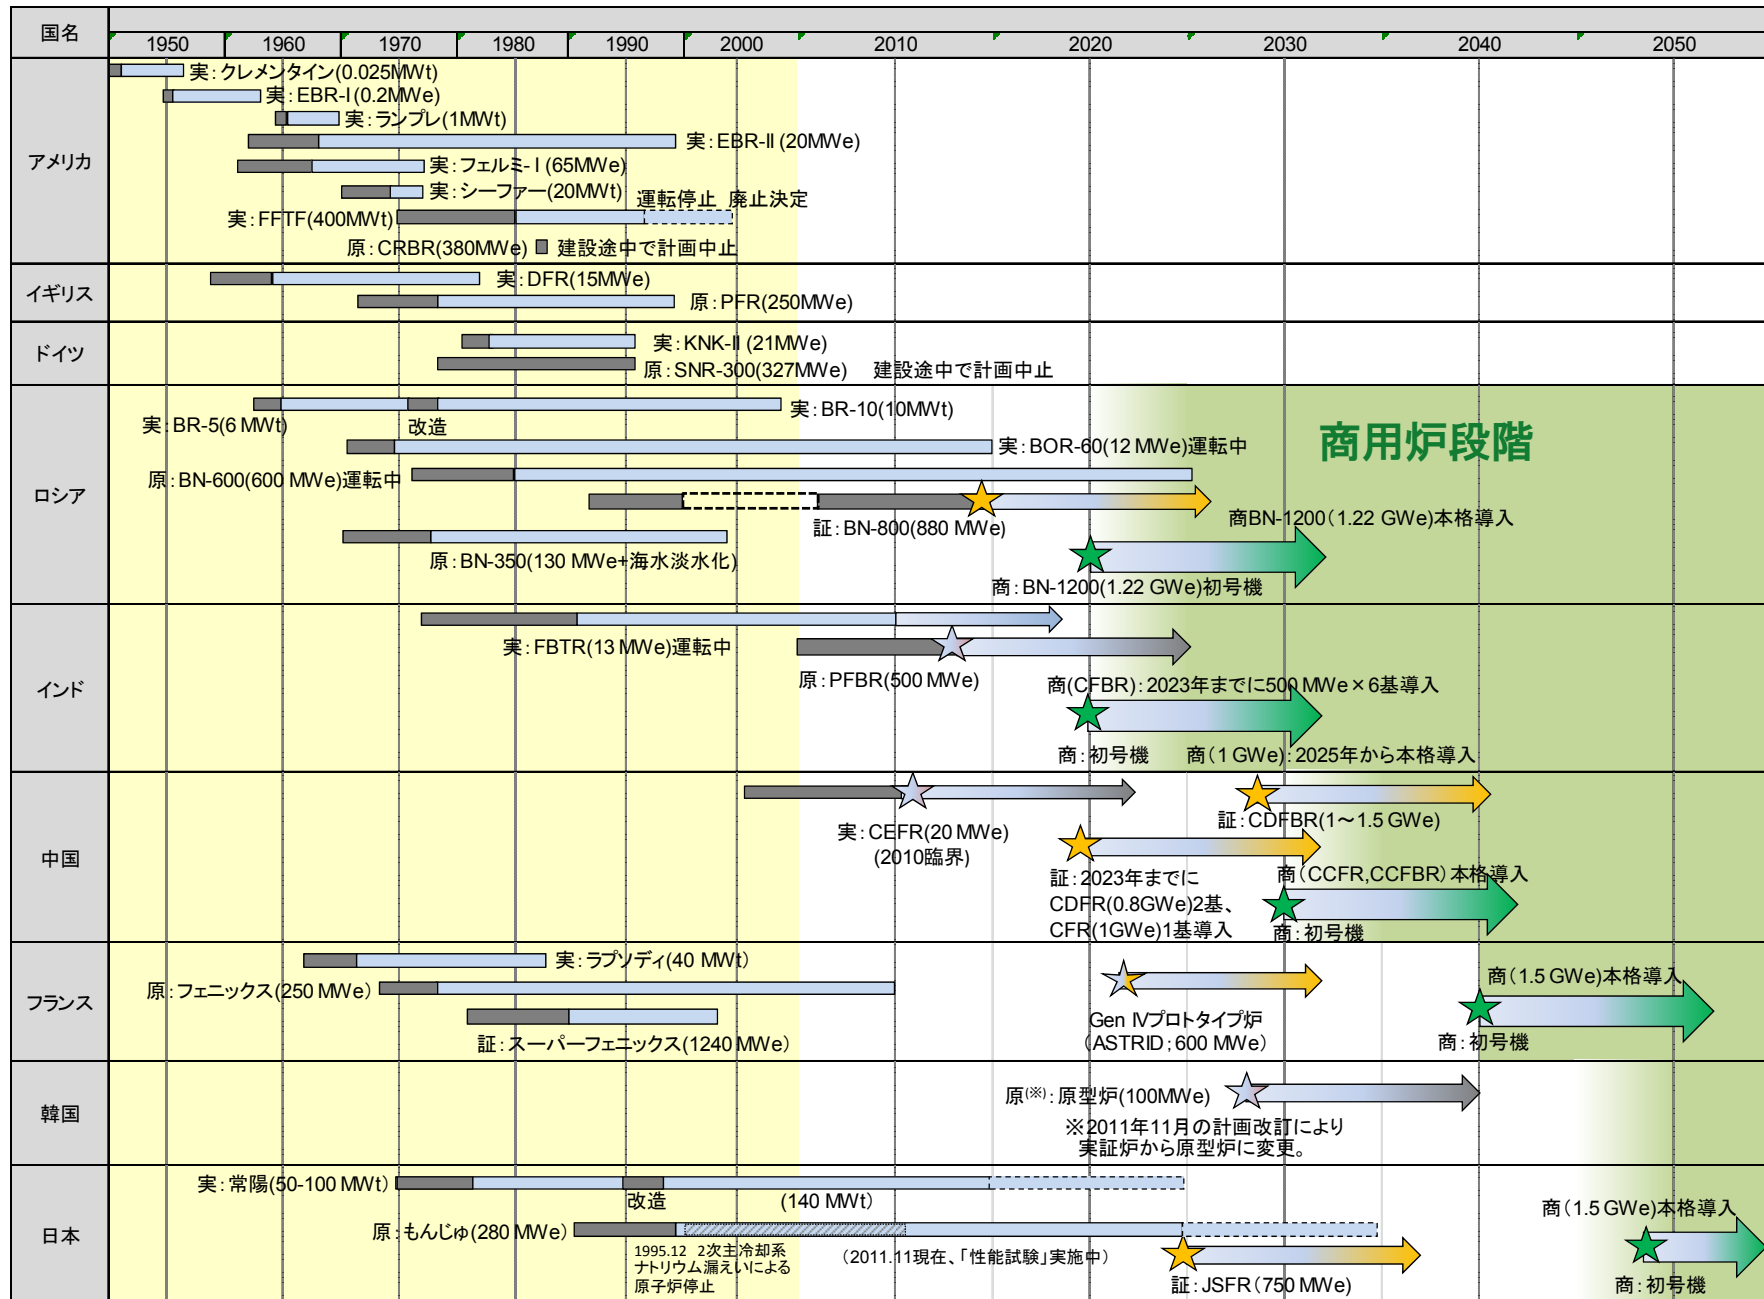 国名
1950 1960 1970 1980 1990 2000 2010 2020 2030 2040 2050
アメリカ
実:クレメンタイン(0.025MWt)
実:EBR-I(0.2MWe)
実:ランプレ(1MWt)
実:EBR-II(20MWe)
実:フェルミ-I(65MWe)
実:シーファー(20MWt)
運転停止 廃止決定
実:FFTF(400MWt)
原:CRBR(380MWe) 建設途中で計画中止
イギリス
実:DFR(15MWe)
原:PFR(250MWe)
ドイツ
実:KNK-II(21MWe)
原:SNR-300(327MWe) 建設途中で計画中止
ロシア
商用炉段階
実:BR-10(10MWt)
実:BR-5(6 MWt)
改造
実:BOR-60(12 MWe)運転中
原:BN-600(600 MWe)運転中
証:BN-800(880 MWe)
商BN-1200(1.22 GWe)本格導入
原:BN-350(130 MWe+海水淡水化)
商:BN-1200(1.22 GWe)初号機
インド
実:FBTR(13 MWe)運転中
原:PFBR(500 MWe)
商(CFBR):2023年までに500 MWe×6基導入
商:初号機
商(1 GWe):2025年から本格導入
中国
実:CEFR(20 MWe)
(2010臨界)
証:CDFBR(1~1.5 GWe)
証:2023年までに
CDFR(0.8GWe)2基、
CFR(1GWe)1基導入
商(CCFR,CCFBR)本格導入
商:初号機
フランス
実:ラプソディ(40 MWt)
原:フェニックス(250 MWe)
証:スーパーフェニックス(1240 MWe)
Gen IVプロトタイプ炉
(ASTRID;600 MWe)
商(1.5 GWe)本格導入
商:初号機
韓国
原(※):原型炉(100MWe)
※2011年11月の計画改訂により
実証炉から原型炉に変更。
日本
実:常陽(50-100 MWt)
改造
(140 MWt)
原:もんじゅ(280 MWe)
1995.12 2次主冷却系
ナトリウム漏えいによる
原子炉停止
(2011.11現在、「性能試験」実施中)
証:JSFR(750 MWe)
商(1.5 GWe)本格導入
商:初号機